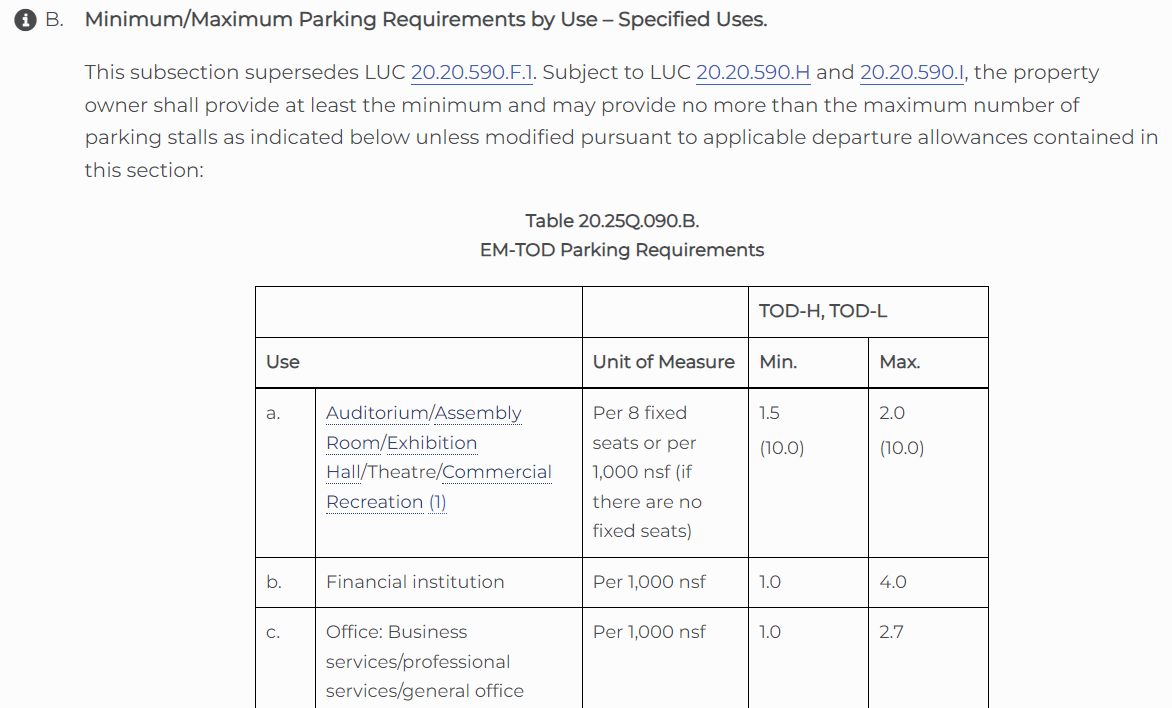 B. Minimum/Maximum Parking Requirements by Use – Specified Uses.
This subsection supersedes LUC 20.20.590.F.1. Subject to LUC 20.20.590.H and 20.20.590.I, the property
owner shall provide at least the minimum and may provide no more than the maximum number of
parking stalls as indicated below unless modified pursuant to applicable departure allowances contained in
this section:
Table 20.25Q.090.B.
EM-TOD Parking Requirements
TOD-H, TOD-L
Use Unit of Measure Min. Max.
a. Auditorium/Assembly Per 8 fixed 1.5 2.0
Room/Exhibition seats or per (10.0) (10.0)
Hall/Theatre/Commercial 1,000 nsf (if
Recreation (1) there are no
fixed seats)
b. Financial institution Per 1,000 nsf 1.0 4.0
c. Office: Business Per 1,000 nsf 1.0 2.7
services/professional
services/general office